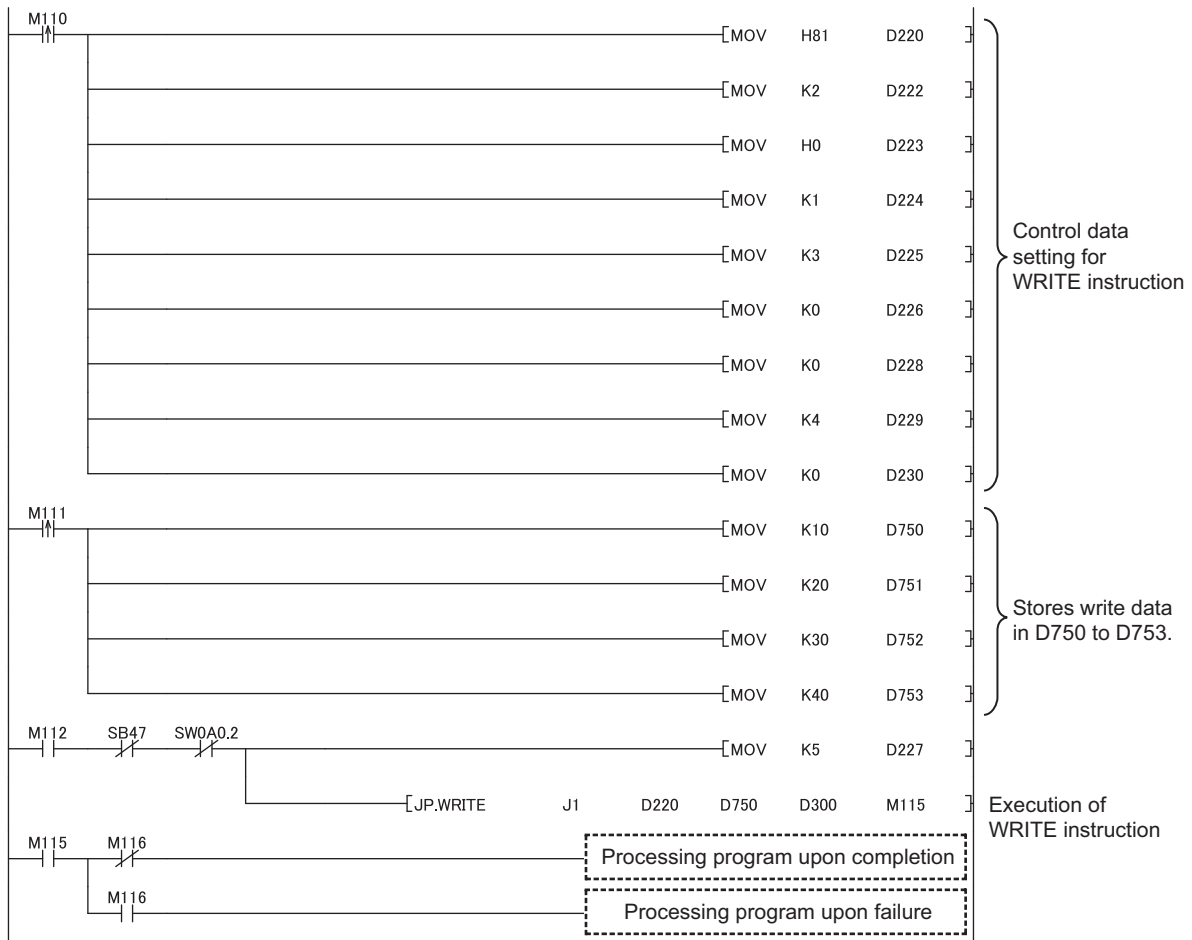 M110
[MOV H81 D220 ]
[MOV K2 D222 ]
[MOV H0 D223 ]
[MOV K1 D224 ]
[MOV K3 D225 ]
[MOV K0 D226 ]
[MOV K0 D228 ]
[MOV K4 D229 ]
[MOV K0 D230 ]
Control data
setting for
WRITE instruction
M111
[MOV K10 D750 ]
[MOV K20 D751 ]
[MOV K30 D752 ]
[MOV K40 D753 ]
Stores write data
in D750 to D753.
M112 SB47 SW0A0.2
[MOV K5 D227 ]
[JP.WRITE J1 D220 D750 D300 M115 ]
Execution of
WRITE instruction
M115 M116
Processing program upon completion
M116
Processing program upon failure